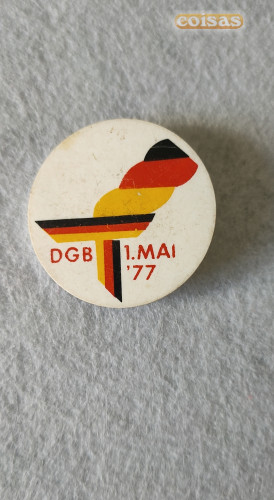 coisas
DGB 1. MAI
'77